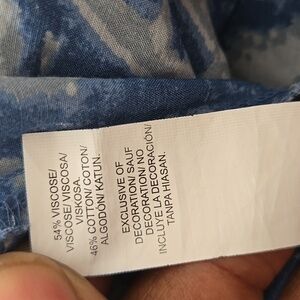 54% VISCOSE/
VISCOSE/VISCOSA/
VISKOSA.
46% COTTON/ COTON/
ALGODÓN/ KATUN.
EXCLUSIVE OF
DECORATION/ SAUF
DECORATION/ NO
INCLUYE LA DECORACIÓN/
TANPA HIASAN.